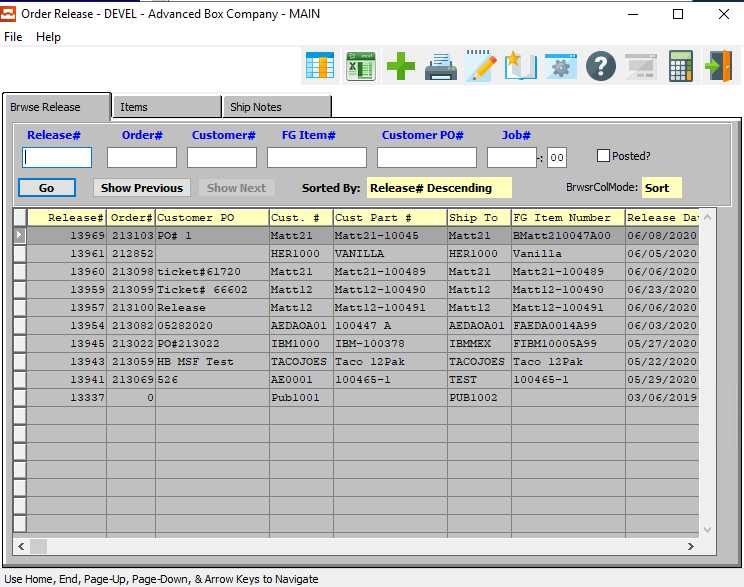 Order Release - DEVEL - Advanced Box Company - MAIN
File Help
Brwse Release Items Ship Notes
Release# Order# Customer# FG Item# Customer PO# Job#
-: 00 Posted?
Go Show Previous Show Next Sorted By: Release# Descending BrwsrColMode: Sort
Release# Order# Customer PO Cust. # Cust Part # Ship To FG Item Number Release Da
13969 213103 PO# 1 Matt21 Matt21-10045 Matt21 BMatt210047A00 06/08/2020
13961 212852 HER1000 VANILLA HER1000 Vanilla 06/05/2020
13960 213098 ticket#61720 Matt21 Matt21-100489 Matt21 Matt21-100489 06/06/2020
13959 213099 Ticket# 66602 Matt12 Matt12-100490 Matt12 Matt12-100490 06/23/2020
13957 213100 Release Matt12 Matt12-100491 Matt12 Matt12-100491 06/06/2020
13954 213082 05282020 AEDAOA01 100447 A AEDAOA01 FAEDA0014A99 06/03/2020
13945 213022 PO#213022 IBM1000 IBM-100378 IBMMEX FIBM10005A99 05/27/2020
13943 213059 HB MSF Test TACOJOES Taco 12Pak TACOJOES Taco 12Pak 05/22/2020
13941 213069 526 AE0001 100465-1 TEST 100465-1 05/29/2020
13337 0 Pub1001 PUB1002 03/06/2019
Use Home, End, Page-Up, Page-Down, & Arrow Keys to Navigate